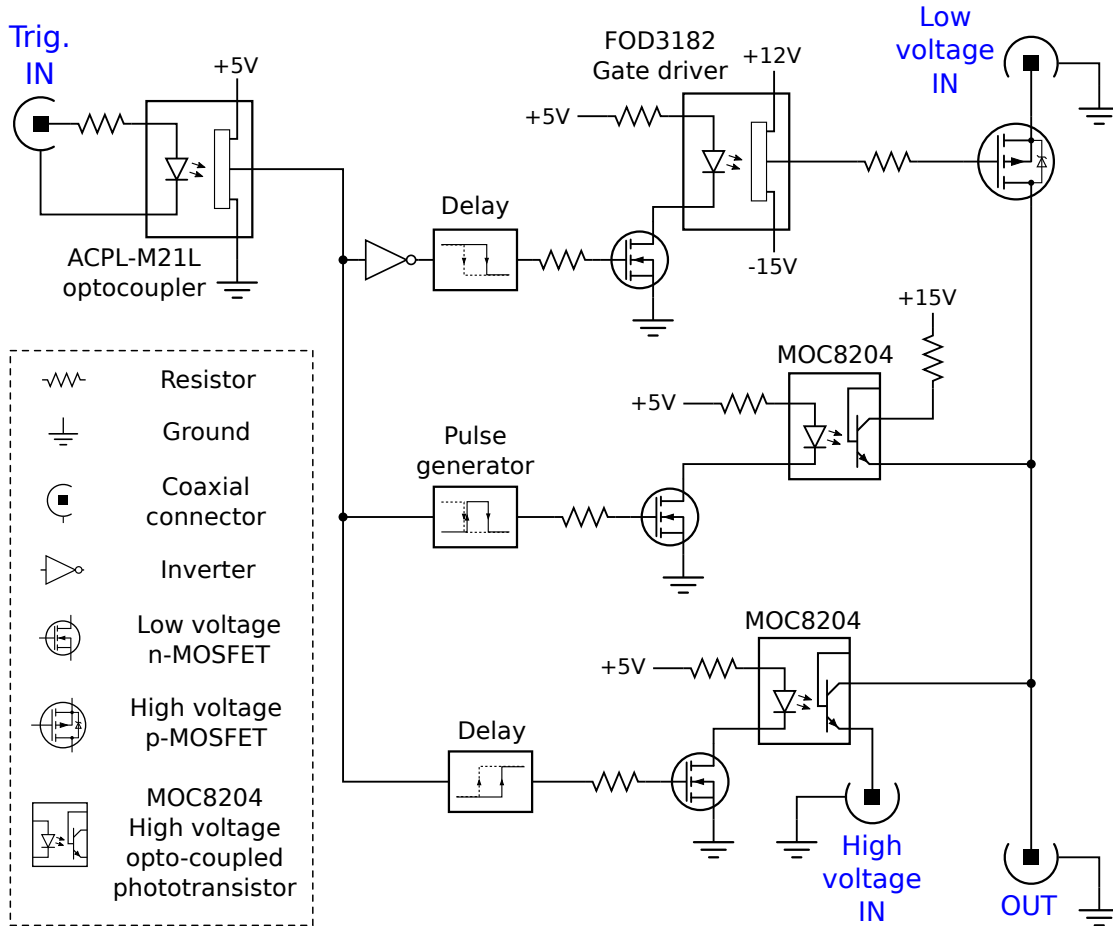 Trig.
IN
+5V
ACPL-M21L
optocoupler
FOD3182
Gate driver
+12V
+5V
-15V
Low
voltage
IN
Delay
+15V
MOC8204
+5V
Pulse
generator
MOC8204
+5V
Delay
High
voltage
IN
OUT
Resistor
Ground
Coaxial
connector
Inverter
Low voltage
n-MOSFET
High voltage
p-MOSFET
MOC8204
High voltage
opto-coupled
phototransistor